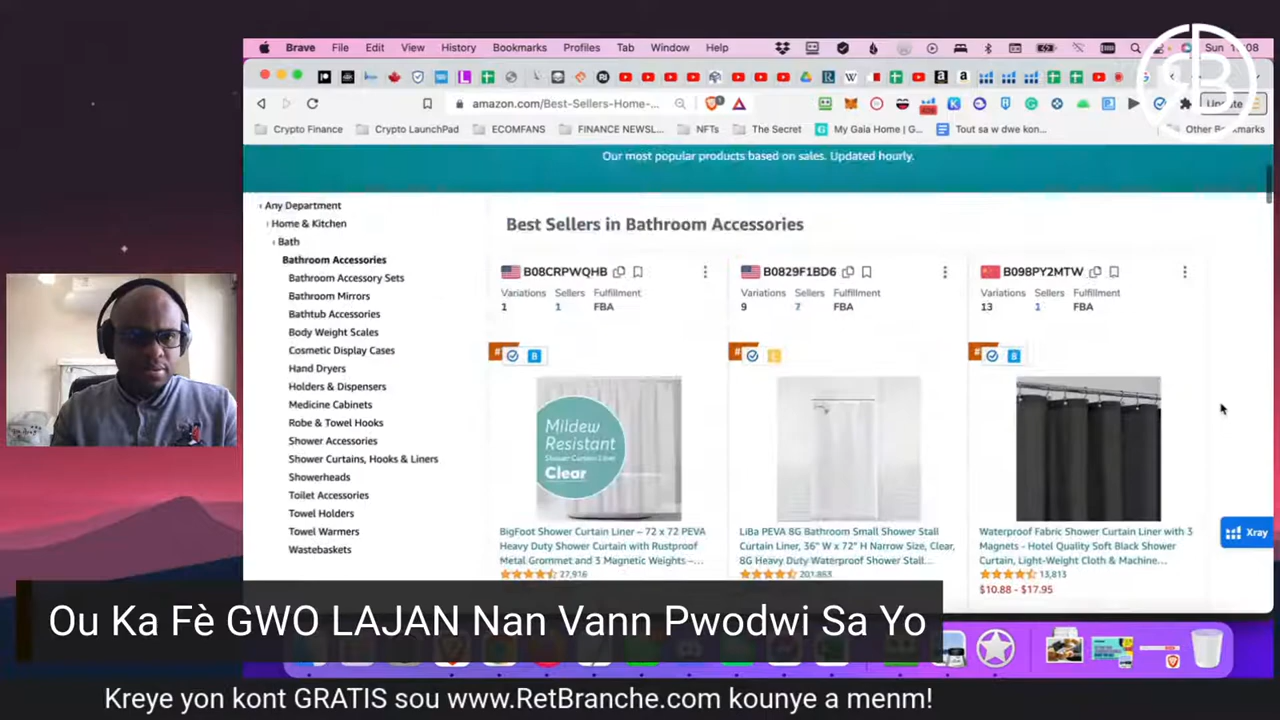 Brave File Edit View History Bookmarks Profiles Tab Window Help Sun
amazon.com/Best-Sellers-Home-...
Crypto Finance Crypto LaunchPad ECOMFANS FINANCE NEWSL... NFTs The Secret My Gaia Home | G... Tout sa w dwe kon... Other Bookmarks
Our most popular products based on sales. Updated hourly.
‹ Any Department
‹ Home & Kitchen
‹ Bath
Bathroom Accessories
Bathroom Accessory Sets
Bathroom Mirrors
Bathtub Accessories
Body Weight Scales
Cosmetic Display Cases
Hand Dryers
Holders & Dispensers
Medicine Cabinets
Robe & Towel Hooks
Shower Accessories
Shower Curtains, Hooks & Liners
Showerheads
Toilet Accessories
Towel Holders
Towel Warmers
Wastebaskets
Best Sellers in Bathroom Accessories
B08CRPWQHB
Variations Sellers Fulfillment
1 1 FBA
Mildew
Resistant
Shower Curtain Liner
Clear
BigFoot Shower Curtain Liner – 72 x 72 PEVA
Heavy Duty Shower Curtain with Rustproof
Metal Grommet and 3 Magnetic Weights –...
27,916
B0829F1BD6
Variations Sellers Fulfillment
9 7 FBA
LiBa PEVA 8G Bathroom Small Shower Stall
Curtain Liner, 36" W x 72" H Narrow Size, Clear,
8G Heavy Duty Waterproof Shower Stall...
201,853
B098PY2MTW
Variations Sellers Fulfillment
13 1 FBA
Waterproof Fabric Shower Curtain Liner with 3
Magnets - Hotel Quality Soft Black Shower
Curtain, Light-Weight Cloth & Machine...
13,813
$10.88 - $17.95
Xray
Ou Ka Fè GWO LAJAN Nan Vann Pwodwi Sa Yo
Kreye yon kont GRATIS sou www.RetBranche.com kounye a menm!